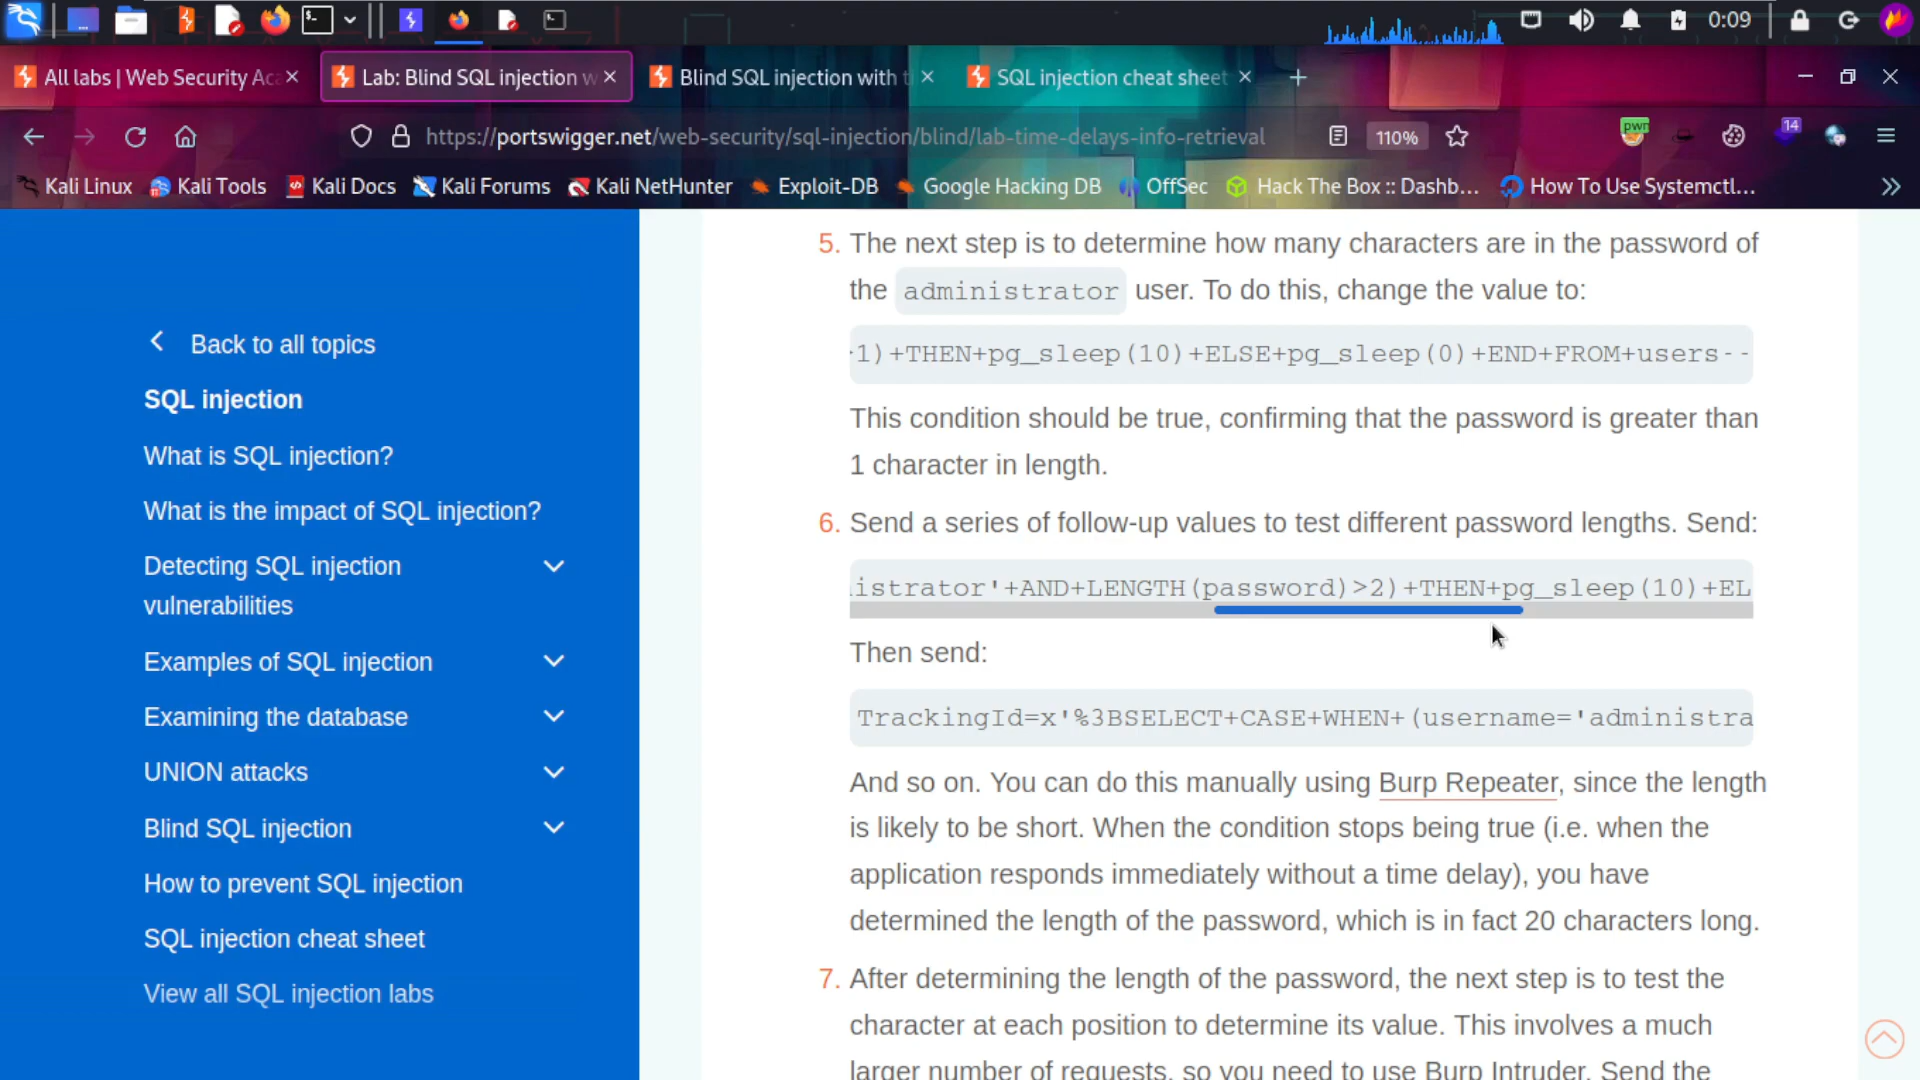 0:09
All labs | Web Security Ac
Lab: Blind SQL injection w
Blind SQL injection with t
SQL injection cheat sheet
https://portswigger.net/web-security/sql-injection/blind/lab-time-delays-info-retrieval
110%
pwn
14
Kali Linux
Kali Tools
Kali Docs
Kali Forums
Kali NetHunter
Exploit-DB
Google Hacking DB
OffSec
Hack The Box :: Dashb...
How To Use Systemctl...
Back to all topics
SQL injection
What is SQL injection?
What is the impact of SQL injection?
Detecting SQL injection
vulnerabilities
Examples of SQL injection
Examining the database
UNION attacks
Blind SQL injection
How to prevent SQL injection
SQL injection cheat sheet
View all SQL injection labs
5. The next step is to determine how many characters are in the password of
the administrator user. To do this, change the value to:
1)+THEN+pg_sleep(10)+ELSE+pg_sleep(0)+END+FROM+users--
This condition should be true, confirming that the password is greater than
1 character in length.
6. Send a series of follow-up values to test different password lengths. Send:
istrator'+AND+LENGTH(password)>2)+THEN+pg_sleep(10)+EL
Then send:
TrackingId=x'%3BSELECT+CASE+WHEN+(username='administra
And so on. You can do this manually using Burp Repeater, since the length
is likely to be short. When the condition stops being true (i.e. when the
application responds immediately without a time delay), you have
determined the length of the password, which is in fact 20 characters long.
7. After determining the length of the password, the next step is to test the
character at each position to determine its value. This involves a much
larger number of requests, so you need to use Burp Intruder. Send the